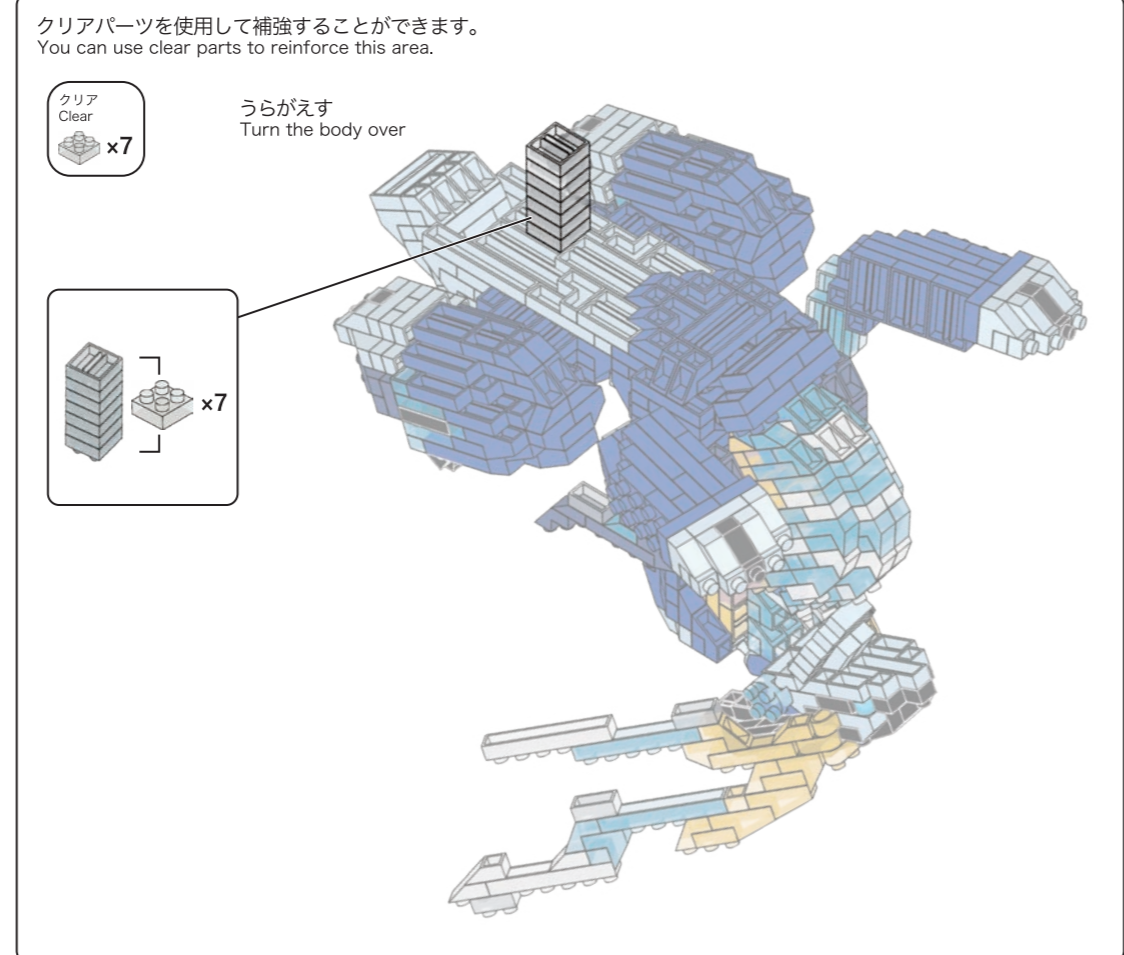 クリアパーツを使用して補強することができます。
You can use clear parts to reinforce this area.
クリア
Clear
×7
うらがえす
Turn the body over
×7